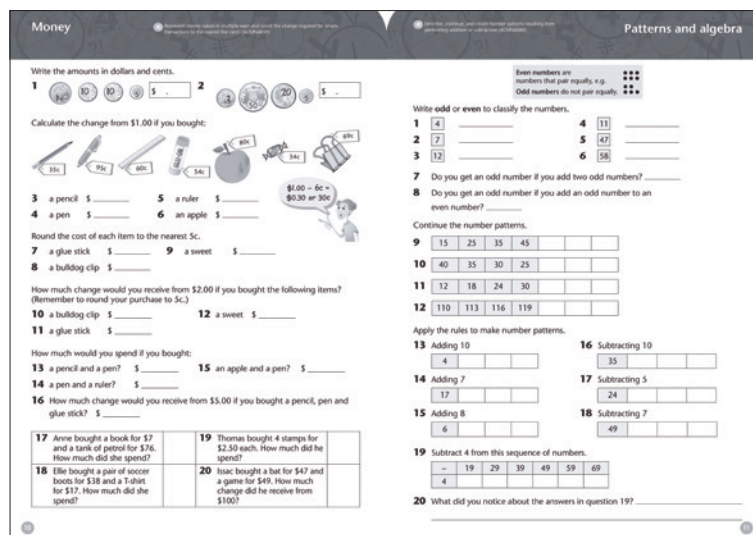 Money
Write the amounts in dollars and cents.
1 10 10 $ .
2 50 20 $ .
Calculate the change from $1.00 if you bought:
35c
95c
60c
54c
80c
34c
69c
3 a pencil $
4 a pen $
5 a ruler $
6 an apple $
Round the cost of each item to the nearest 5c.
7 a glue stick $
8 a bulldog clip $
9 a sweet $
How much change would you receive from $2.00 if you bought the following items?
(Remember to round your purchase to 5c.)
10 a bulldog clip $
11 a glue stick $
12 a sweet $
How much would you spend if you bought:
13 a pencil and a pen? $
14 a pen and a ruler? $
15 an apple and a pen? $
16 How much change would you receive from $5.00 if you bought a pencil, pen and
glue stick? $
17 Anne bought a book for $7
and a tank of petrol for $76.
How much did she spend?
18 Ellie bought a pair of soccer
boots for $38 and a T-shirt
for $17. How much did she
spend?
19 Thomas bought 4 stamps for
$2.50 each. How much did he
spend?
20 Issac bought a bat for $47 and
a game for $49. How much
change did he receive from
$100?
Patterns and algebra
Even numbers are
numbers that pair equally, e.g.
Odd numbers do not pair equally.
Write odd or even to classify the numbers.
1 4
2 7
3 12
4 11
5 47
6 58
7 Do you get an odd number if you add two odd numbers?
8 Do you get an odd number if you add an odd number to an
even number?
Continue the number patterns.
9 15 25 35 45
10 40 35 30 25
11 12 18 24 30
12 110 113 116 119
Apply the rules to make number patterns.
13 Adding 10
4
14 Adding 7
17
15 Adding 8
6
16 Subtracting 10
35
17 Subtracting 5
24
18 Subtracting 7
49
19 Subtract 4 from this sequence of numbers.
– 19 29 39 49 59 69
4
20 What did you notice about the answers in question 19?